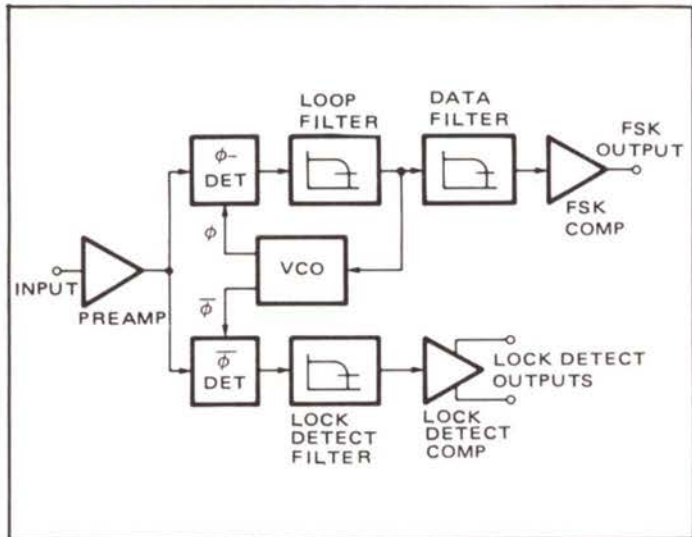 LOOP
FILTER
DATA
FILTER
FSK
OUTPUT
ϕ–
DET
FSK
COMP
ϕ
VCO
INPUT
PREAMP
ϕ̅
ϕ̅
DET
LOCK DETECT
OUTPUTS
LOCK
DETECT
FILTER
LOCK
DETECT
COMP